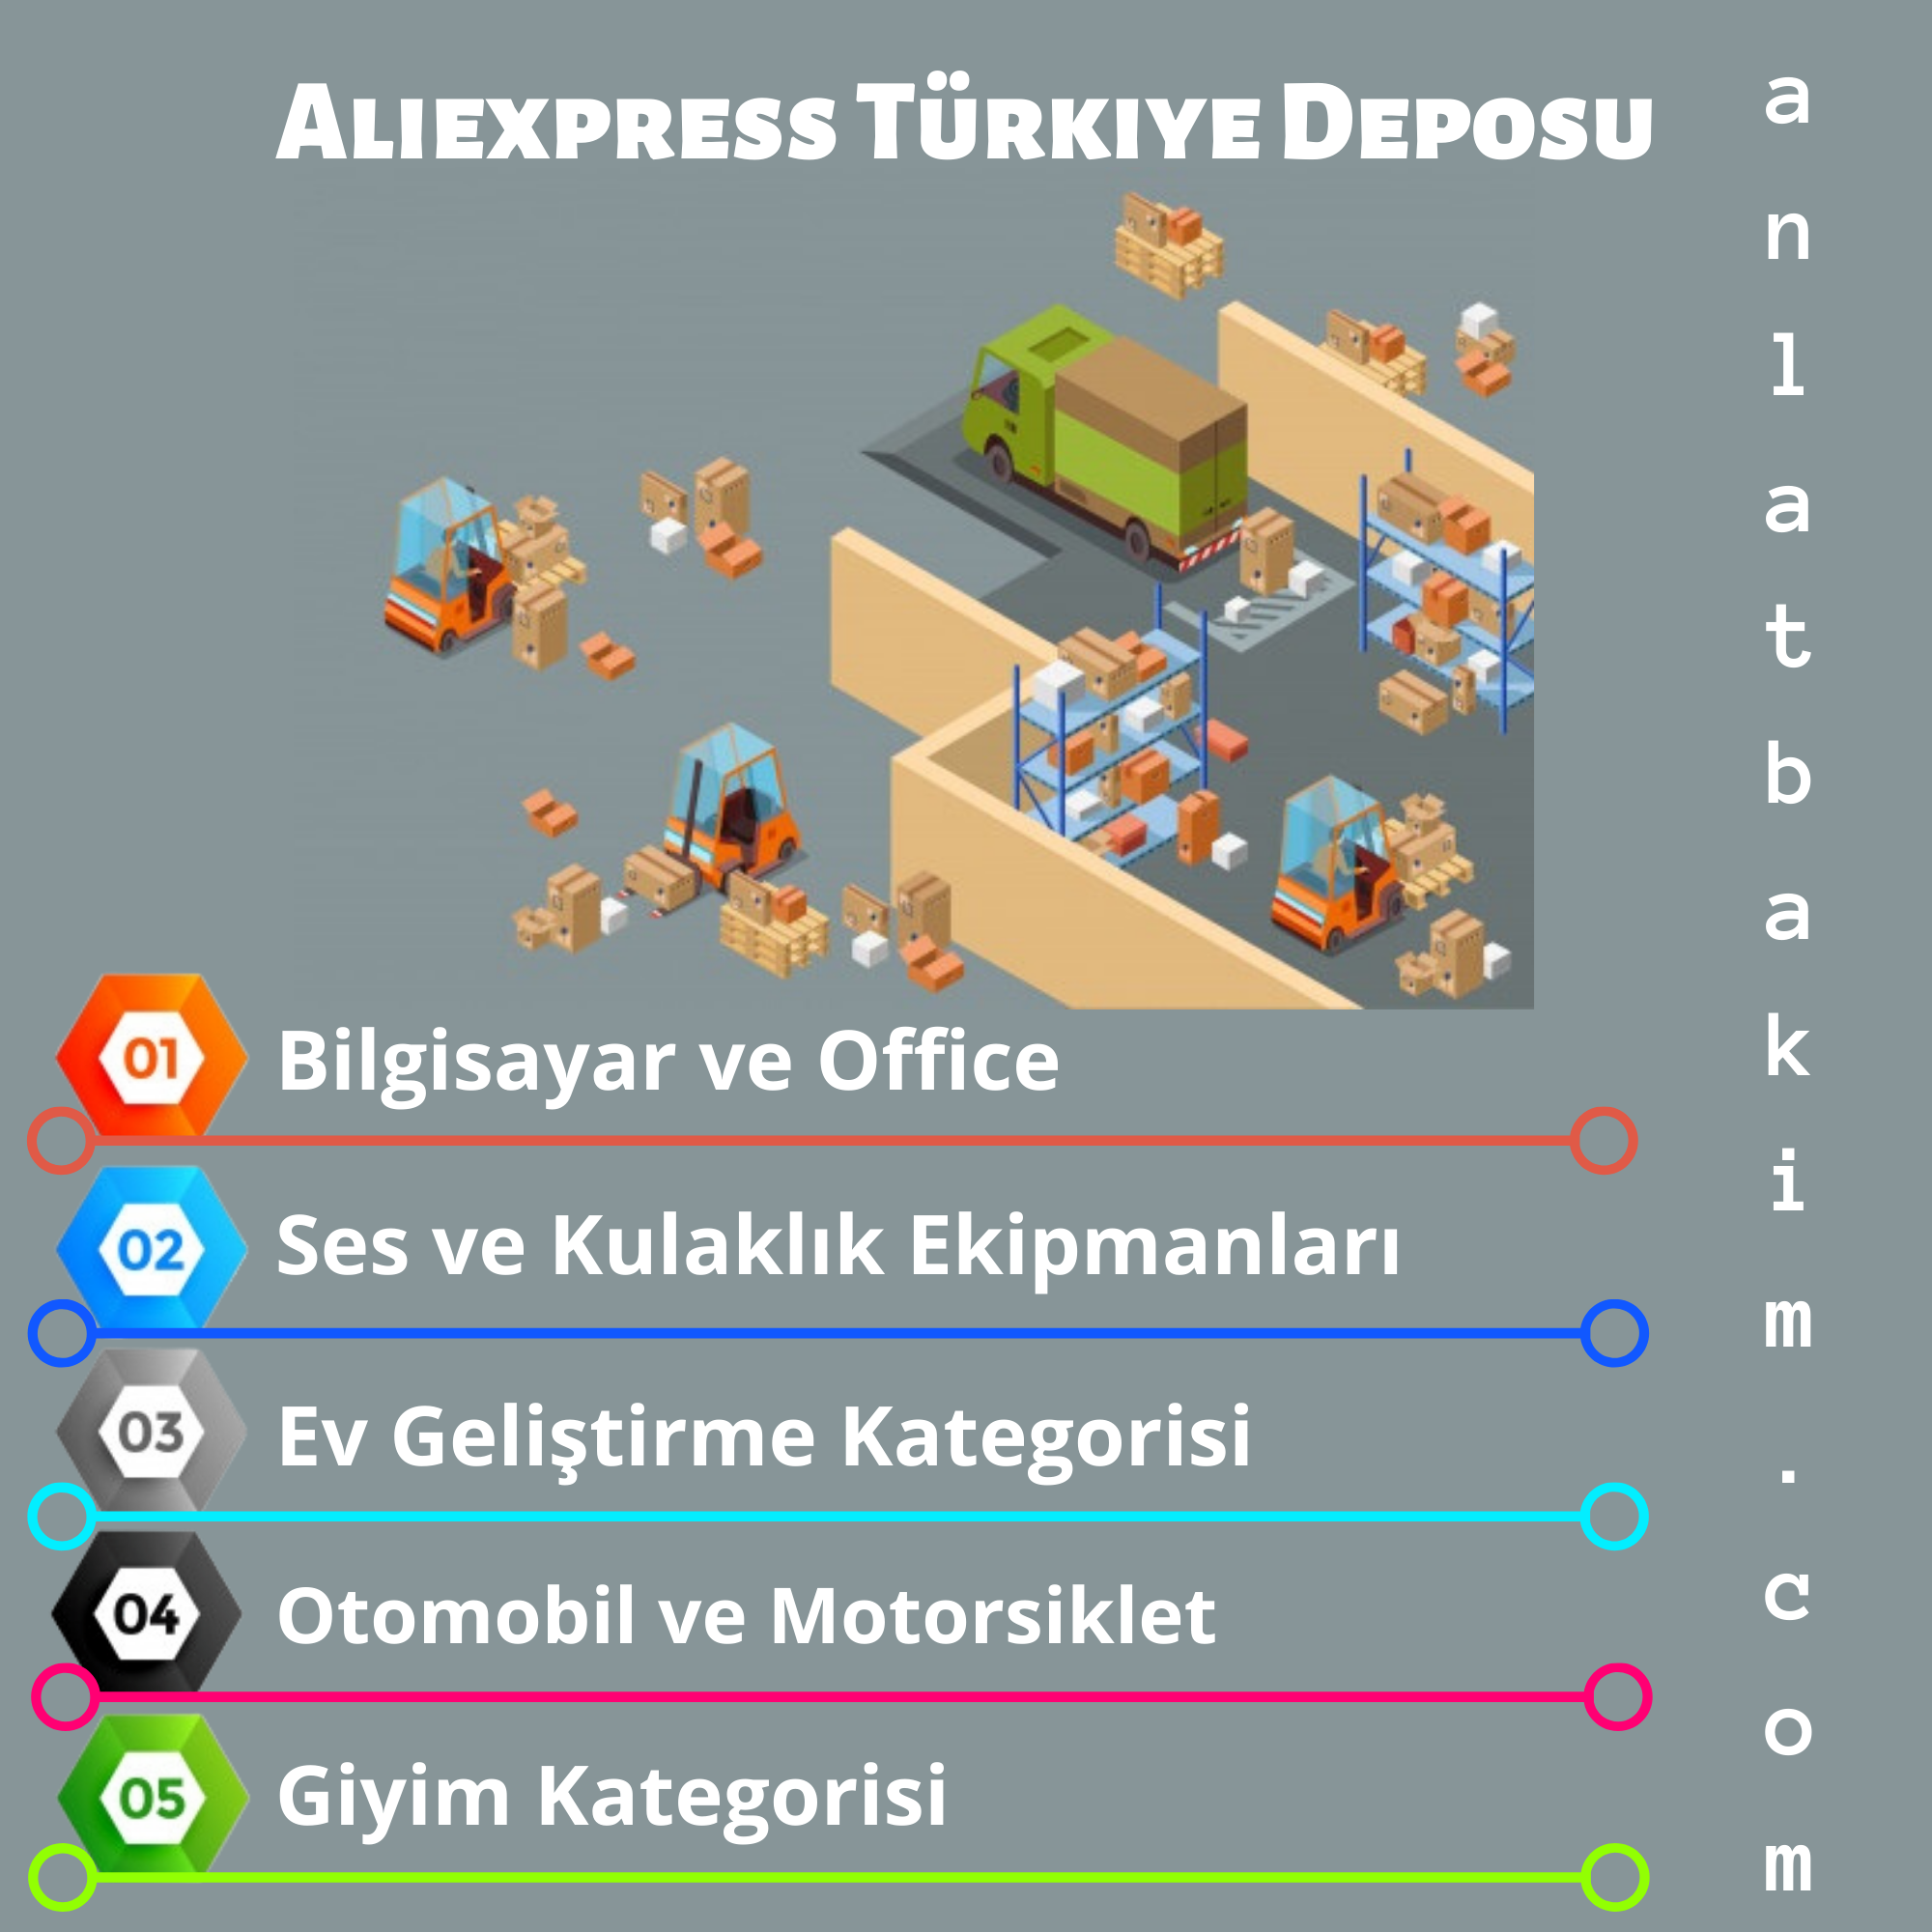 Aliexpress Türkıye Deposu
01 Bilgisayar ve Office
02 Ses ve Kulaklık Ekipmanları
03 Ev Geliştirme Kategorisi
04 Otomobil ve Motorsiklet
05 Giyim Kategorisi
anlatbakim.com